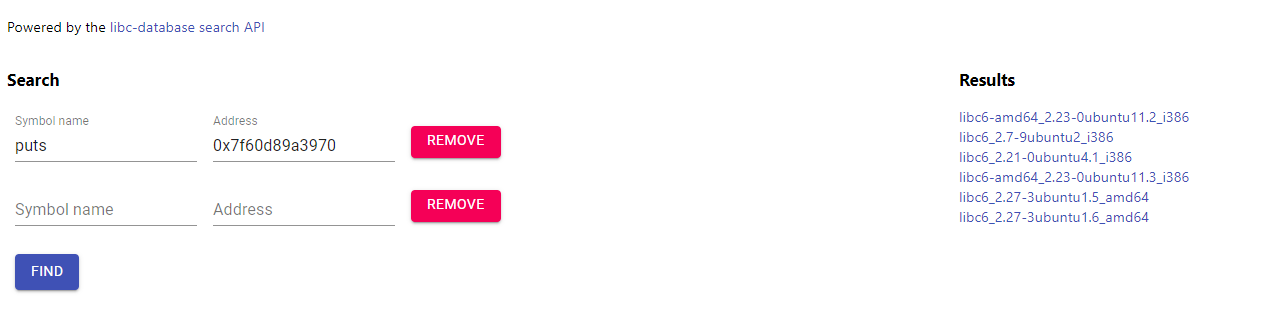 Powered by the libc-database search API
Search
Results
Symbol name Address
puts 0x7f60d89a3970 REMOVE
Symbol name Address REMOVE
FIND
libc6-amd64_2.23-0ubuntu11.2_i386
libc6_2.7-9ubuntu2_i386
libc6_2.21-0ubuntu4.1_i386
libc6-amd64_2.23-0ubuntu11.3_i386
libc6_2.27-3ubuntu1.5_amd64
libc6_2.27-3ubuntu1.6_amd64